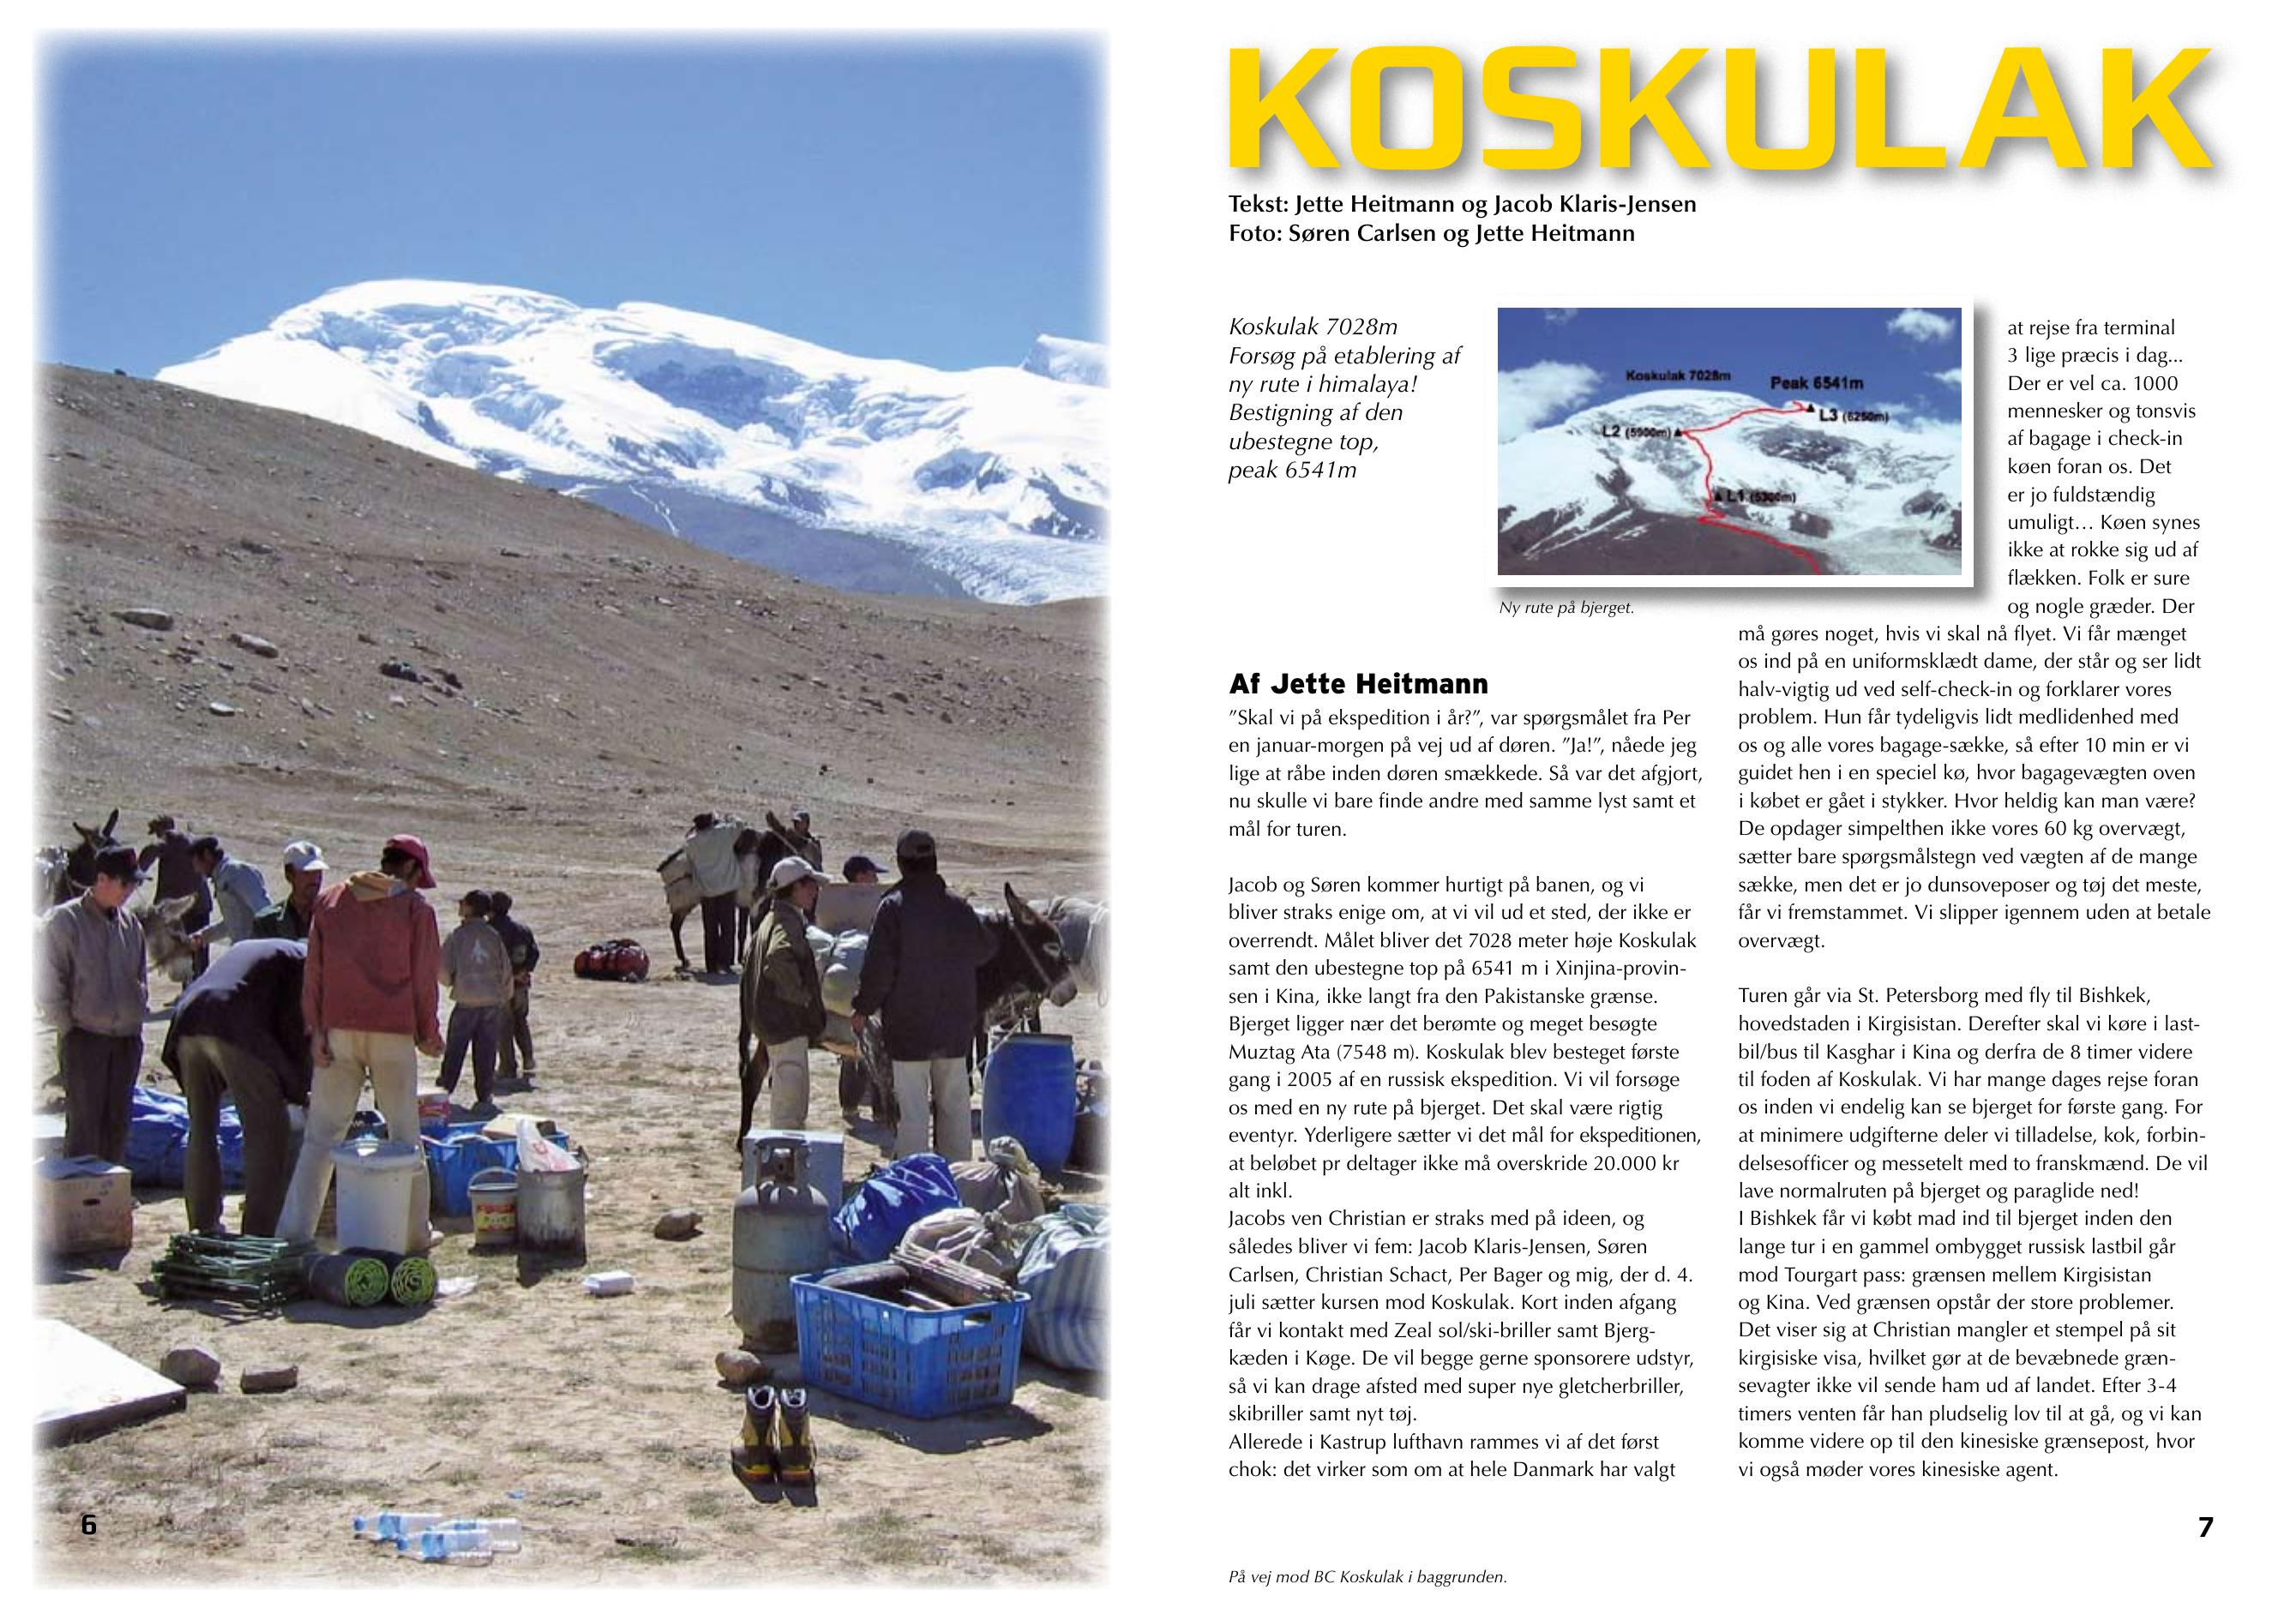 KOSKULAK
Tekst: Jette Heitmann og Jacob Klaris-Jensen
Foto: Søren Carlsen og Jette Heitmann
Koskulak 7028m
Forsøg på etablering af
ny rute i himalaya!
Bestigning af den
ubestegne top,
peak 6541m
Koskulak 7028m
Peak 6541m
L3 (6250m)
L2 (5900m)
L1 (5300m)
Ny rute på bjerget.
Af Jette Heitmann
”Skal vi på ekspedition i år?”, var spørgsmålet fra Per
en januar-morgen på vej ud af døren. ”Ja!”, nåede jeg
lige at råbe inden døren smækkede. Så var det afgjort,
nu skulle vi bare finde andre med samme lyst samt et
mål for turen.
Jacob og Søren kommer hurtigt på banen, og vi
bliver straks enige om, at vi vil ud et sted, der ikke er
overrendt. Målet bliver det 7028 meter høje Koskulak
samt den ubestegne top på 6541 m i Xinjina-provin-
sen i Kina, ikke langt fra den Pakistanske grænse.
Bjerget ligger nær det berømte og meget besøgte
Muztag Ata (7548 m). Koskulak blev besteget første
gang i 2005 af en russisk ekspedition. Vi vil forsøge
os med en ny rute på bjerget. Det skal være rigtig
eventyr. Yderligere sætter vi det mål for ekspeditionen,
at beløbet pr deltager ikke må overskride 20.000 kr
alt inkl.
Jacobs ven Christian er straks med på ideen, og
således bliver vi fem: Jacob Klaris-Jensen, Søren
Carlsen, Christian Schact, Per Bager og mig, der d. 4.
juli sætter kursen mod Koskulak. Kort inden afgang
får vi kontakt med Zeal sol/ski-briller samt Bjerg-
kæden i Køge. De vil begge gerne sponsorere udstyr,
så vi kan drage afsted med super nye gletcherbriller,
skibriller samt nyt tøj.
Allerede i Kastrup lufthavn rammes vi af det først
chok: det virker som om at hele Danmark har valgt
at rejse fra terminal
3 lige præcis i dag...
Der er vel ca. 1000
mennesker og tonsvis
af bagage i check-in
køen foran os. Det
er jo fuldstændig
umuligt… Køen synes
ikke at rokke sig ud af
flækken. Folk er sure
og nogle græder. Der
må gøres noget, hvis vi skal nå flyet. Vi får mænget
os ind på en uniformsklædt dame, der står og ser lidt
halv-vigtig ud ved self-check-in og forklarer vores
problem. Hun får tydeligvis lidt medlidenhed med
os og alle vores bagage-sække, så efter 10 min er vi
guidet hen i en speciel kø, hvor bagagevægten oven
i købet er gået i stykker. Hvor heldig kan man være?
De opdager simpelthen ikke vores 60 kg overvægt,
sætter bare spørgsmålstegn ved vægten af de mange
sække, men det er jo dunsoveposer og tøj det meste,
får vi fremstammet. Vi slipper igennem uden at betale
overvægt.
Turen går via St. Petersborg med fly til Bishkek,
hovedstaden i Kirgisistan. Derefter skal vi køre i last-
bil/bus til Kasghar i Kina og derfra de 8 timer videre
til foden af Koskulak. Vi har mange dages rejse foran
os inden vi endelig kan se bjerget for første gang. For
at minimere udgifterne deler vi tilladelse, kok, forbin-
delsesofficer og messetelt med to franskmænd. De vil
lave normalruten på bjerget og paraglide ned!
I Bishkek får vi købt mad ind til bjerget inden den
lange tur i en gammel ombygget russisk lastbil går
mod Tourgart pass: grænsen mellem Kirgisistan
og Kina. Ved grænsen opstår der store problemer.
Det viser sig at Christian mangler et stempel på sit
kirgisiske visa, hvilket gør at de bevæbnede græn-
sevagter ikke vil sende ham ud af landet. Efter 3-4
timers venten får han pludselig lov til at gå, og vi kan
komme videre op til den kinesiske grænsepost, hvor
vi også møder vores kinesiske agent.
6
7
På vej mod BC Koskulak i baggrunden.